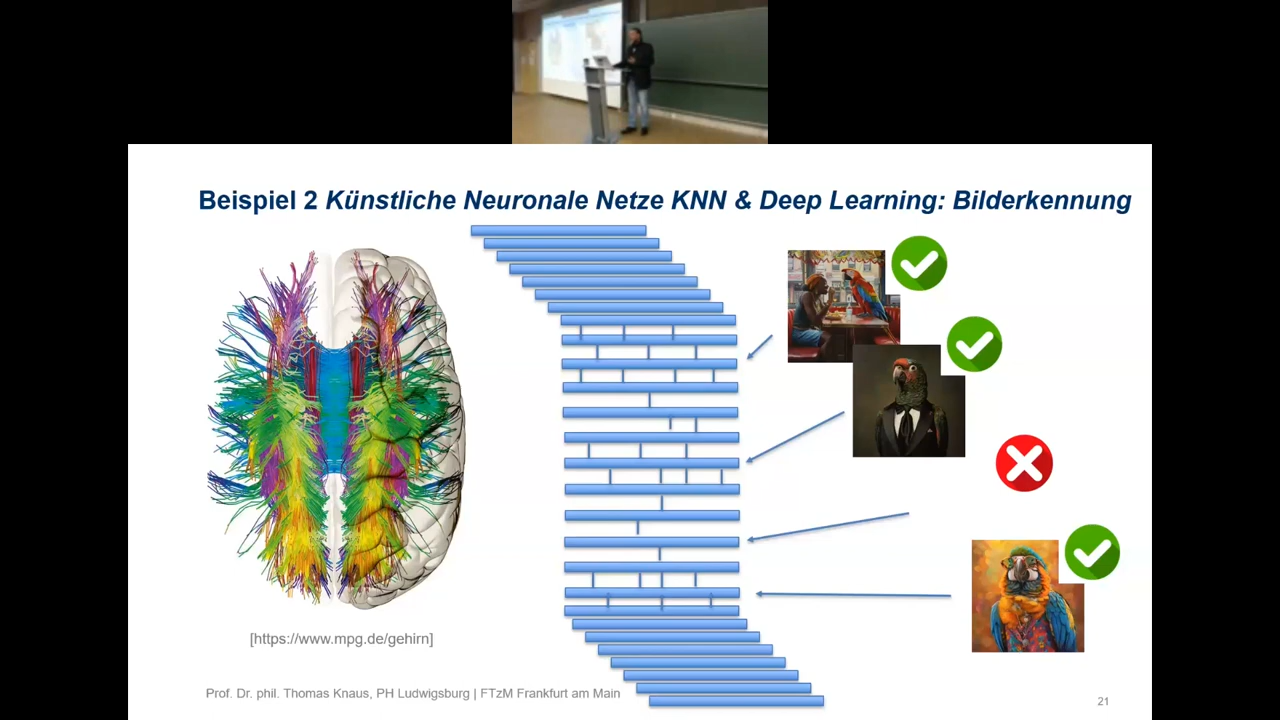 Beispiel 2 Künstliche Neuronale Netze KNN & Deep Learning: Bilderkennung
[https://www.mpg.de/gehirn]
Prof. Dr. phil. Thomas Knaus, PH Ludwigsburg | FTzM Frankfurt am Main
21